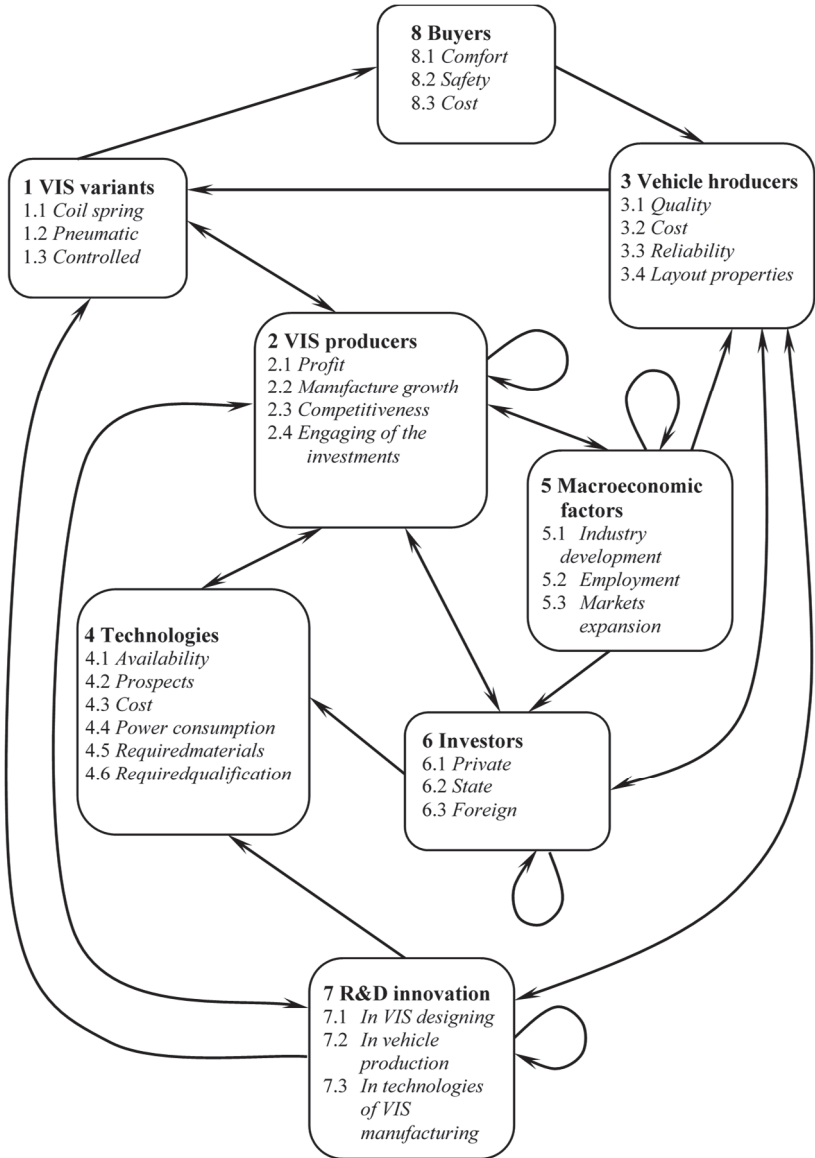 8 Buyers
8.1 Comfort
8.2 Safety
8.3 Cost
1 VIS variants
1.1 Coil spring
1.2 Pneumatic
1.3 Controlled
3 Vehicle hroducers
3.1 Quality
3.2 Cost
3.3 Reliability
3.4 Layout properties
2 VIS producers
2.1 Profit
2.2 Manufacture growth
2.3 Competitiveness
2.4 Engaging of the
investments
5 Macroeconomic
factors
5.1 Industry
development
5.2 Employment
5.3 Markets
expansion
4 Technologies
4.1 Availability
4.2 Prospects
4.3 Cost
4.4 Power consumption
4.5 Requiredmaterials
4.6 Requiredqualification
6 Investors
6.1 Private
6.2 State
6.3 Foreign
7 R&D innovation
7.1 In VIS designing
7.2 In vehicle
production
7.3 In technologies
of VIS
manufacturing